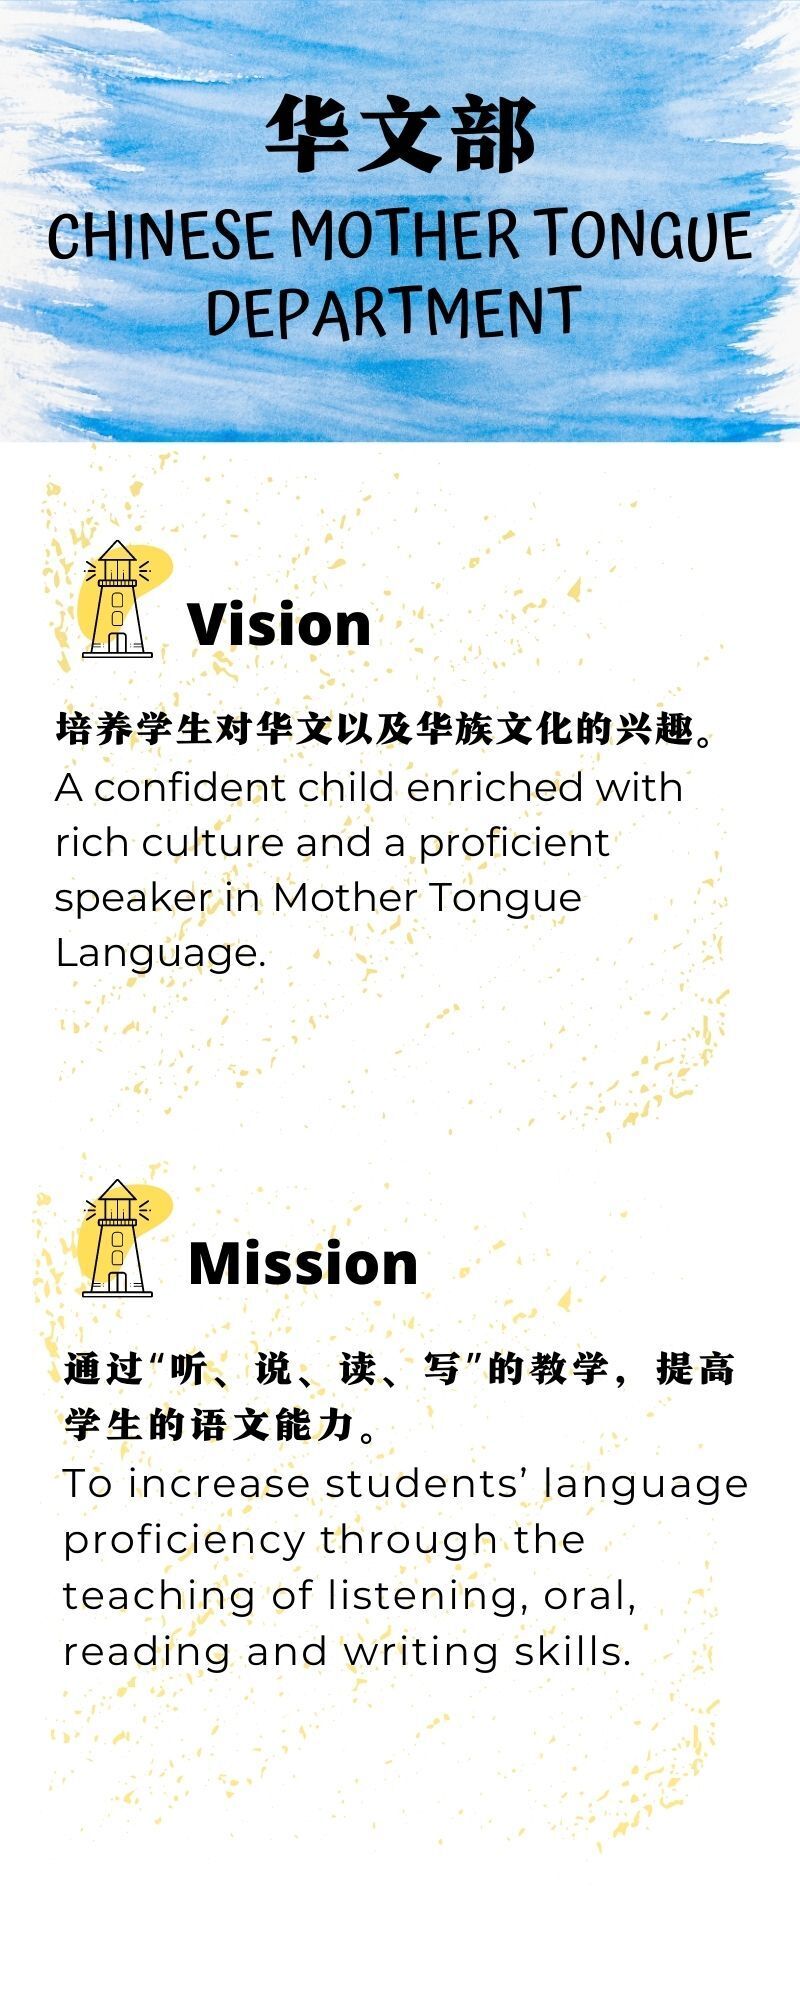 华文部
CHINESE MOTHER TONGUE
DEPARTMENT
Vision
培养学生对华文以及华族文化的兴趣。
A confident child enriched with
rich culture and a proficient
speaker in Mother Tongue
Language.
Mission
通过“听、说、读、写”的教学，提高
学生的语文能力。
To increase students’ language
proficiency through the
teaching of listening, oral,
reading and writing skills.